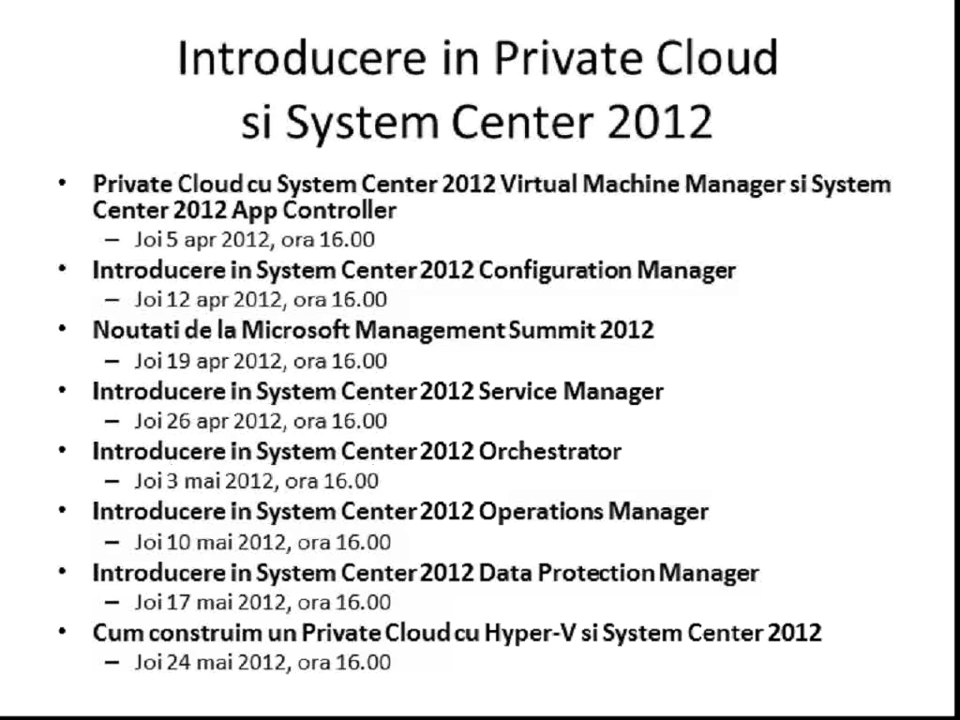 Introducere in Private Cloud
si System Center 2012
• Private Cloud cu System Center 2012 Virtual Machine Manager si System
Center 2012 App Controller
– Joi 5 apr 2012, ora 16.00
• Introducere in System Center 2012 Configuration Manager
– Joi 12 apr 2012, ora 16.00
• Noutati de la Microsoft Management Summit 2012
– Joi 19 apr 2012, ora 16.00
• Introducere in System Center 2012 Service Manager
– Joi 26 apr 2012, ora 16.00
• Introducere in System Center 2012 Orchestrator
– Joi 3 mai 2012, ora 16.00
• Introducere in System Center 2012 Operations Manager
– Joi 10 mai 2012, ora 16.00
• Introducere in System Center 2012 Data Protection Manager
– Joi 17 mai 2012, ora 16.00
• Cum construim un Private Cloud cu Hyper-V si System Center 2012
– Joi 24 mai 2012, ora 16.00